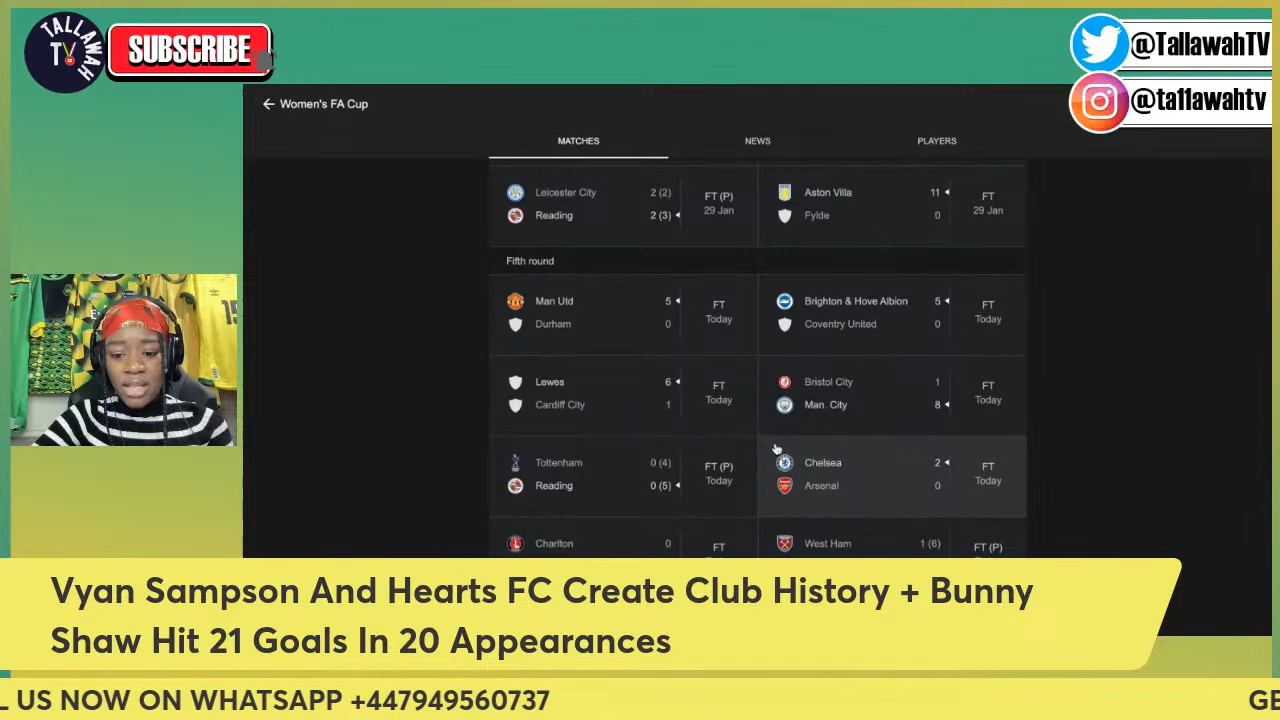 TALLAWAH
TV
SUBSCRIBE
@TallawahTV
@tallawahtv
Women's FA Cup
MATCHES
NEWS
PLAYERS
Leicester City 2 (2)
Reading 2 (3)
FT (P)
29 Jan
Aston Villa 11
Fylde 0
FT
29 Jan
Fifth round
Man Utd 5
Durham 0
FT
Today
Brighton & Hove Albion 5
Coventry United 0
FT
Today
Lewes 6
Cardiff City 1
FT
Today
Bristol City 1
Man. City 8
FT
Today
Tottenham 0 (4)
Reading 0 (5)
FT (P)
Today
Chelsea 2
Arsenal 0
FT
Today
Charlton 0
FT
West Ham 1 (6)
FT (P)
15
Vyan Sampson And Hearts FC Create Club History + Bunny
Shaw Hit 21 Goals In 20 Appearances
L US NOW ON WHATSAPP +447949560737
GE